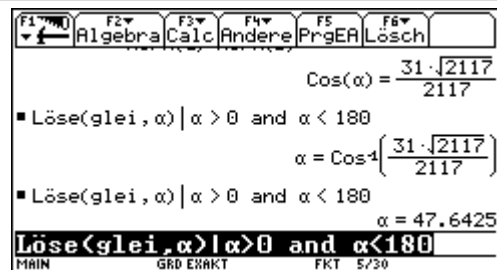 F1 F2 F3 F4 F5 F6
Algebra Calc Andere PrgEA Lösch
Cos(α) = 31·√2117 / 2117
▪Löse(glei,α)|α>0 and α<180
α = Cos⁻¹(31·√2117 / 2117)
▪Löse(glei,α)|α>0 and α<180
α = 47.6425
Löse(glei,α)|α>0 and α<180
MAIN GRD EXAKT FKT 5/30